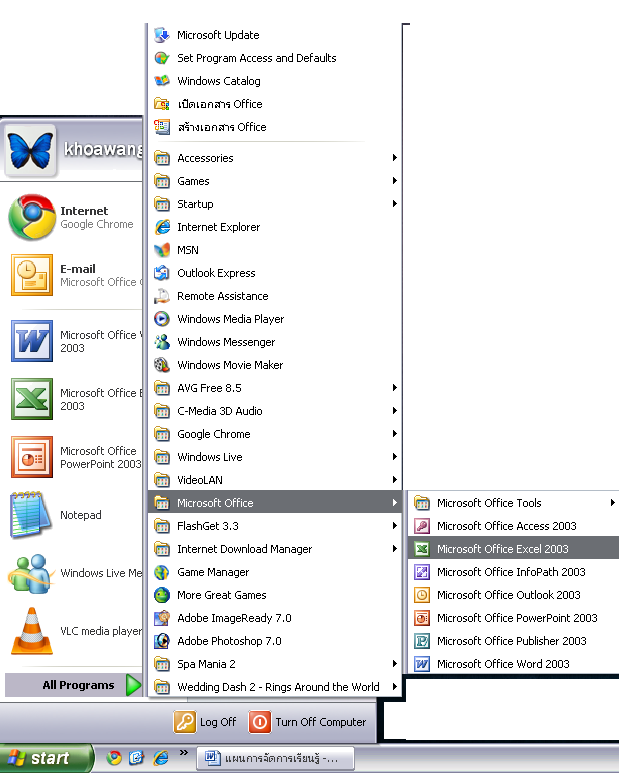 Microsoft Update
Set Program Access and Defaults
Windows Catalog
เปิดเอกสาร Office
สร้างเอกสาร Office
Accessories
Games
Startup
Internet Explorer
MSN
Outlook Express
Remote Assistance
Windows Media Player
Windows Messenger
Windows Movie Maker
AVG Free 8.5
C-Media 3D Audio
Google Chrome
Windows Live
VideoLAN
Microsoft Office
FlashGet 3.3
Internet Download Manager
Game Manager
More Great Games
Adobe ImageReady 7.0
Adobe Photoshop 7.0
Spa Mania 2
Wedding Dash 2 - Rings Around the World
khoawang
Internet
Google Chrome
E-mail
Microsoft Office
Microsoft Office
2003
Microsoft Office
2003
Microsoft Office
PowerPoint 2003
Notepad
Windows Live Me
VLC media player
All Programs
Microsoft Office Tools
Microsoft Office Access 2003
Microsoft Office Excel 2003
Microsoft Office InfoPath 2003
Microsoft Office Outlook 2003
Microsoft Office PowerPoint 2003
Microsoft Office Publisher 2003
Microsoft Office Word 2003
Log Off
Turn Off Computer
start
แผนการจัดการเรียนรู้ -...